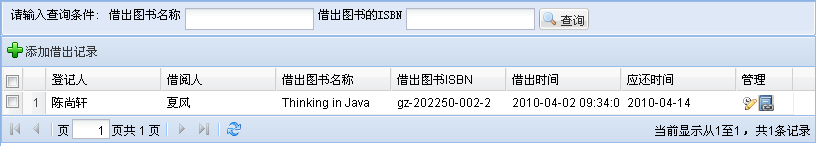 请输入查询条件: 借出图书名称 借出图书的ISBN 查询
添加借出记录
登记人 借阅人 借出图书名称 借出图书ISBN 借出时间 应还时间 管理
1 陈尚轩 夏风 Thinking in Java gz-202250-002-2 2010-04-02 09:34:0 2010-04-14
页 1 页共 1 页 当前显示从1至1，共1条记录